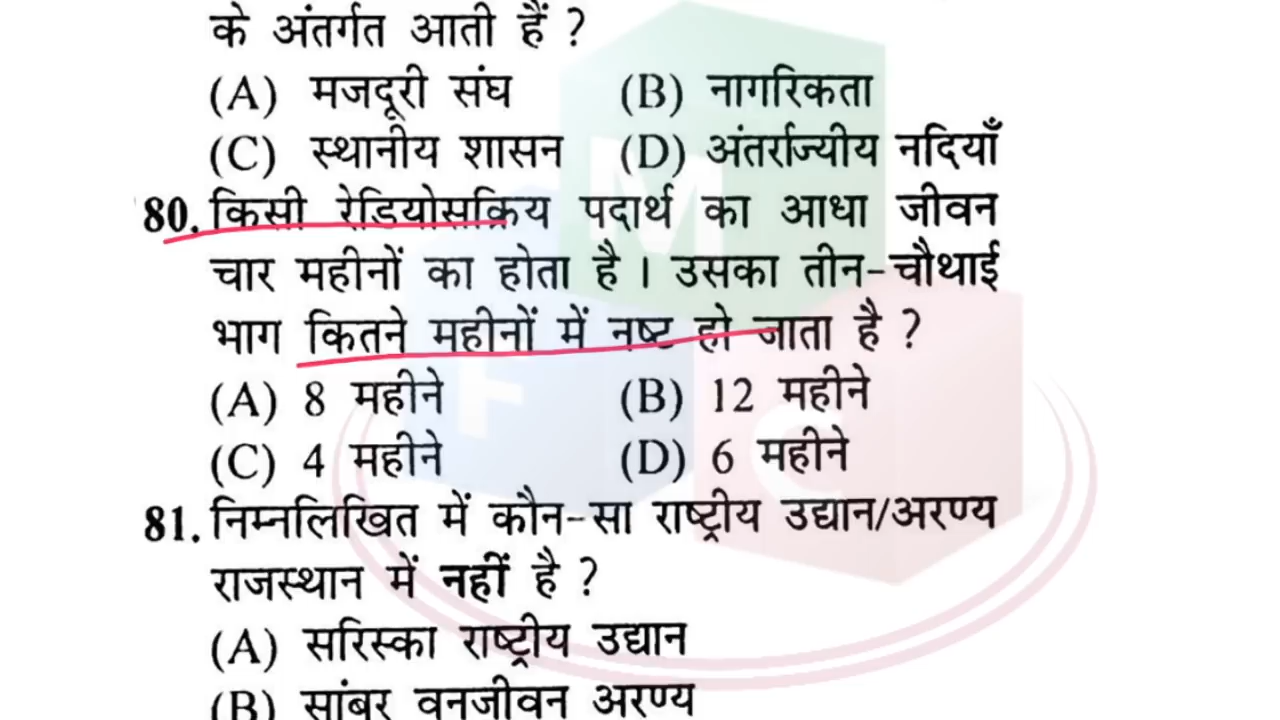 के अंतर्गत आती हैं ?
(A) मजदूरी संघ (B) नागरिकता
(C) स्थानीय शासन (D) अंतर्राज्यीय नदियाँ
80. किसी रेडियोसक्रिय पदार्थ का आधा जीवन
चार महीनों का होता है । उसका तीन-चौथाई
भाग कितने महीनों में नष्ट हो जाता है ?
(A) 8 महीने (B) 12 महीने
(C) 4 महीने (D) 6 महीने
81. निम्नलिखित में कौन-सा राष्ट्रीय उद्यान/अरण्य
राजस्थान में नहीं है ?
(A) सरिस्का राष्ट्रीय उद्यान
(B) सांबर वनजीवन अरण्य